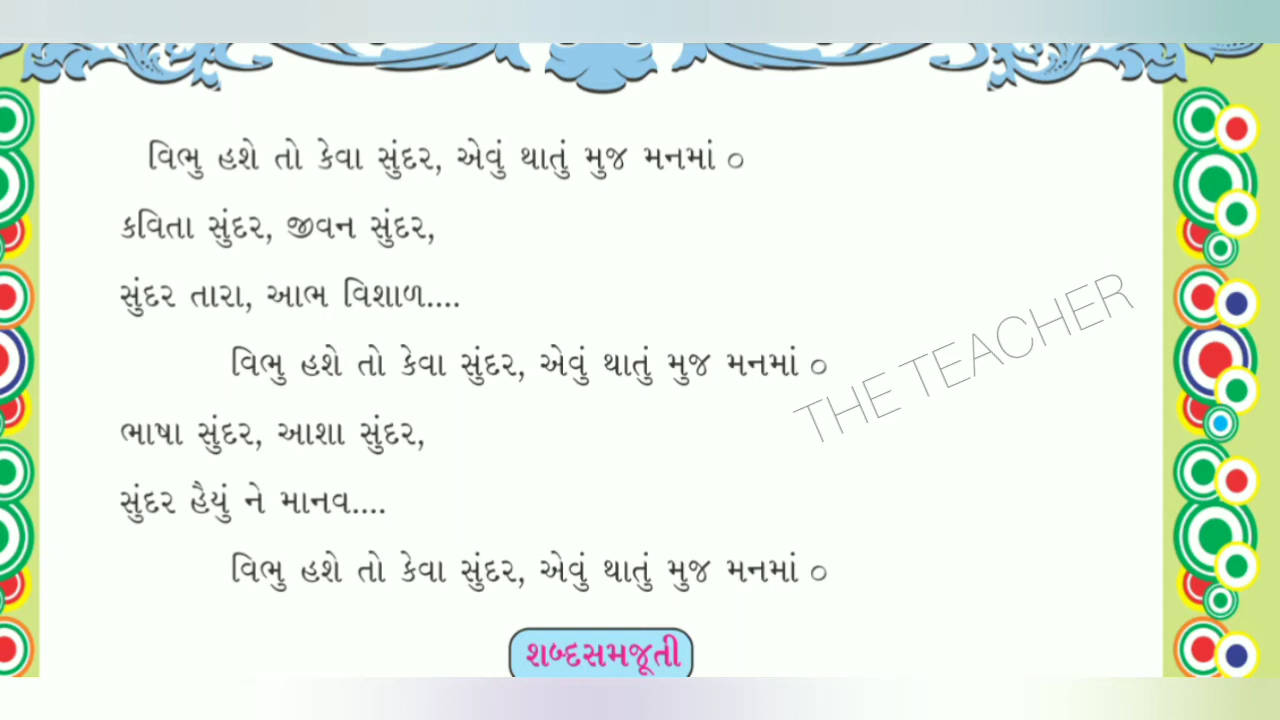 વિભુ હશે તો કેવા સુંદર, એવું થાતું મુજ મનમાં ૦
કવિતા સુંદર, જીવન સુંદર,
સુંદર તારા, આભ વિશાળ....
વિભુ હશે તો કેવા સુંદર, એવું થાતું મુજ મનમાં ૦
THE TEACHER
ભાષા સુંદર, આશા સુંદર,
સુંદર હૈયું ને માનવ....
વિભુ હશે તો કેવા સુંદર, એવું થાતું મુજ મનમાં ૦
શબ્દસમજૂતી